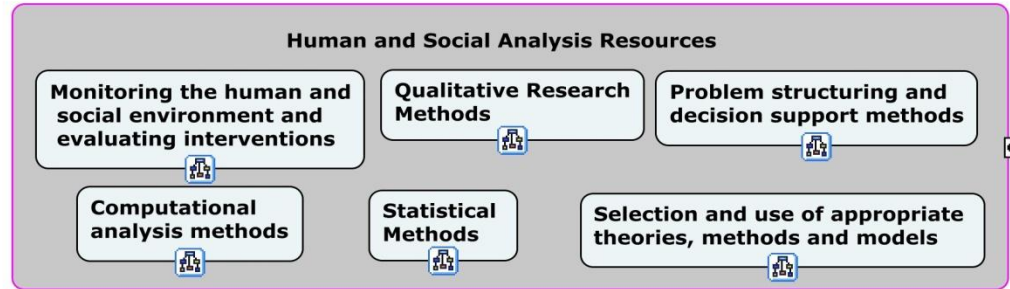 Human and Social Analysis Resources
Monitoring the human and
social environment and
evaluating interventions
Qualitative Research
Methods
Problem structuring and
decision support methods
Computational
analysis methods
Statistical
Methods
Selection and use of appropriate
theories, methods and models